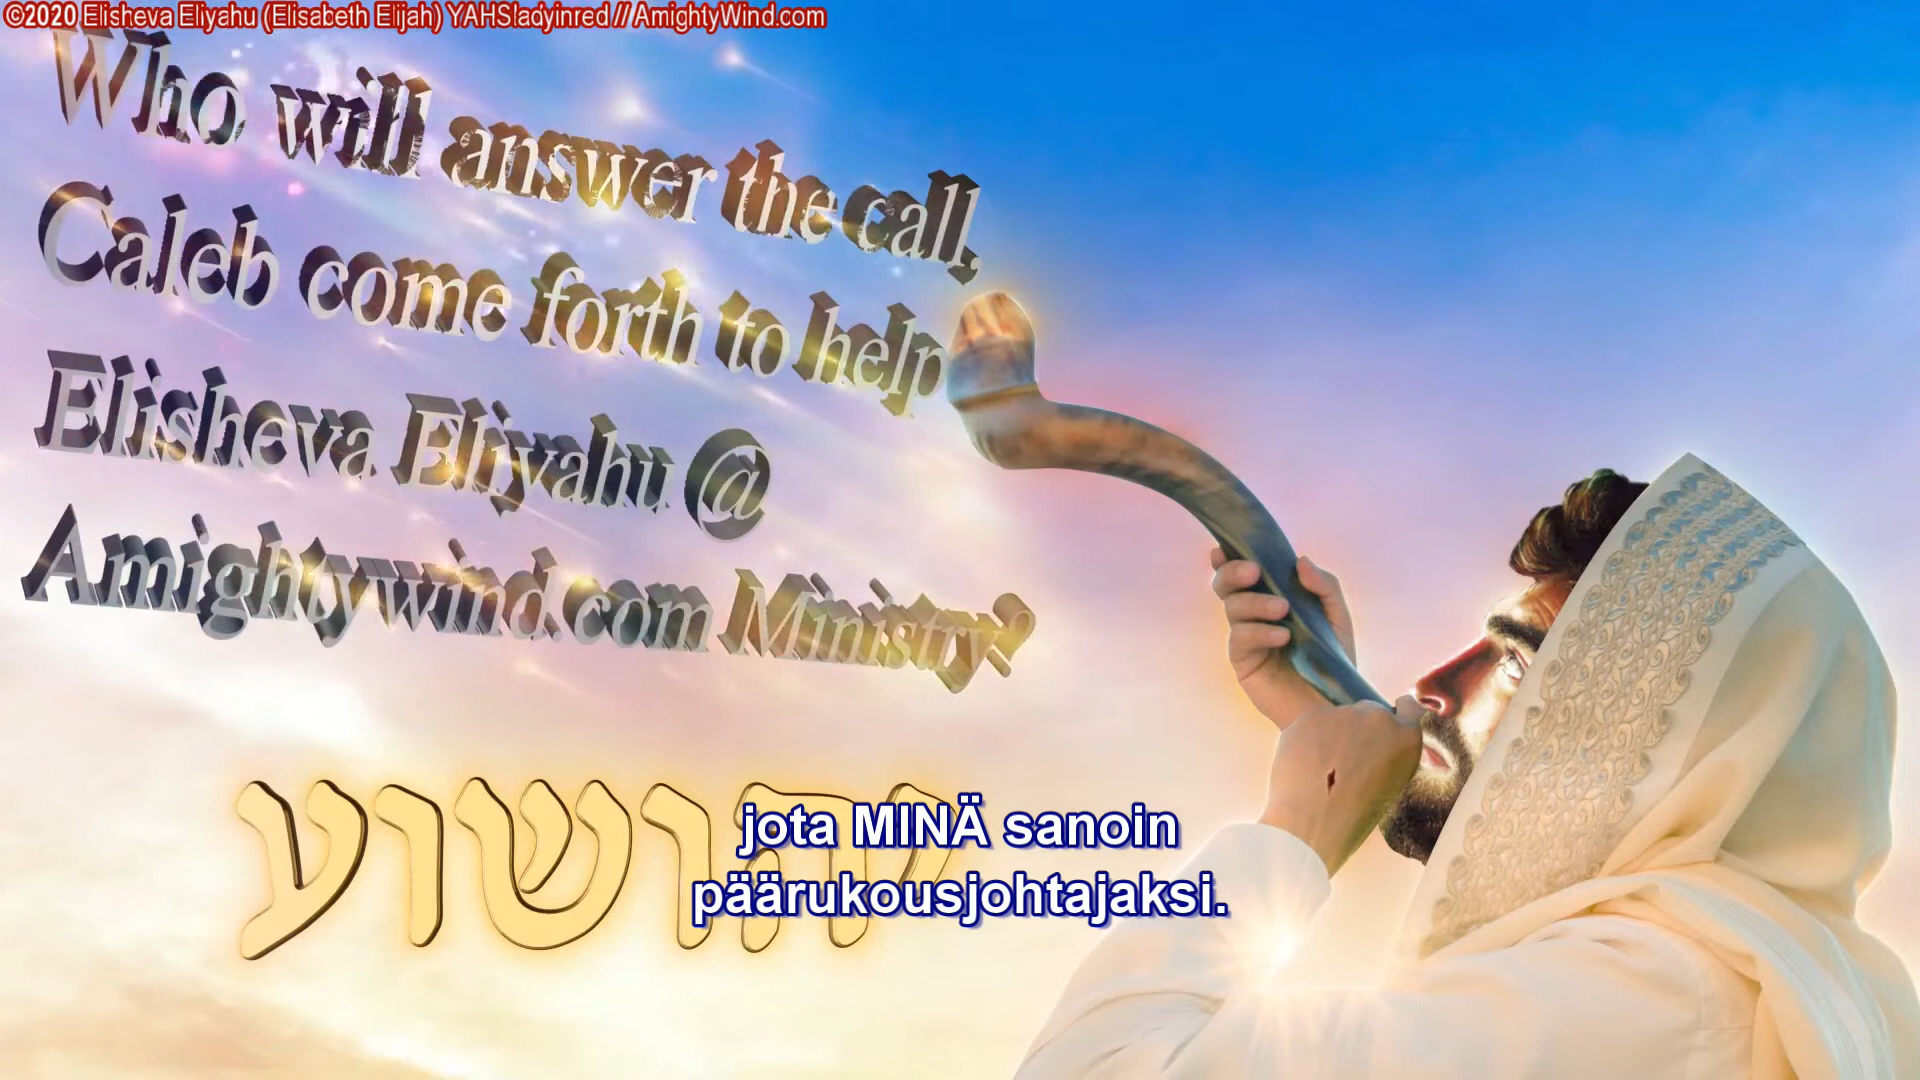 ©2020 Elisheva Eliyahu (Elisabeth Elijah) YAHSladyinred // AmightyWind.com
Who will answer the call,
Caleb come forth to help
Elisheva Eliyahu @
Amightywind.com Ministry?
יהושוע
jota MINÄ sanoin
päärukousjohtajaksi.